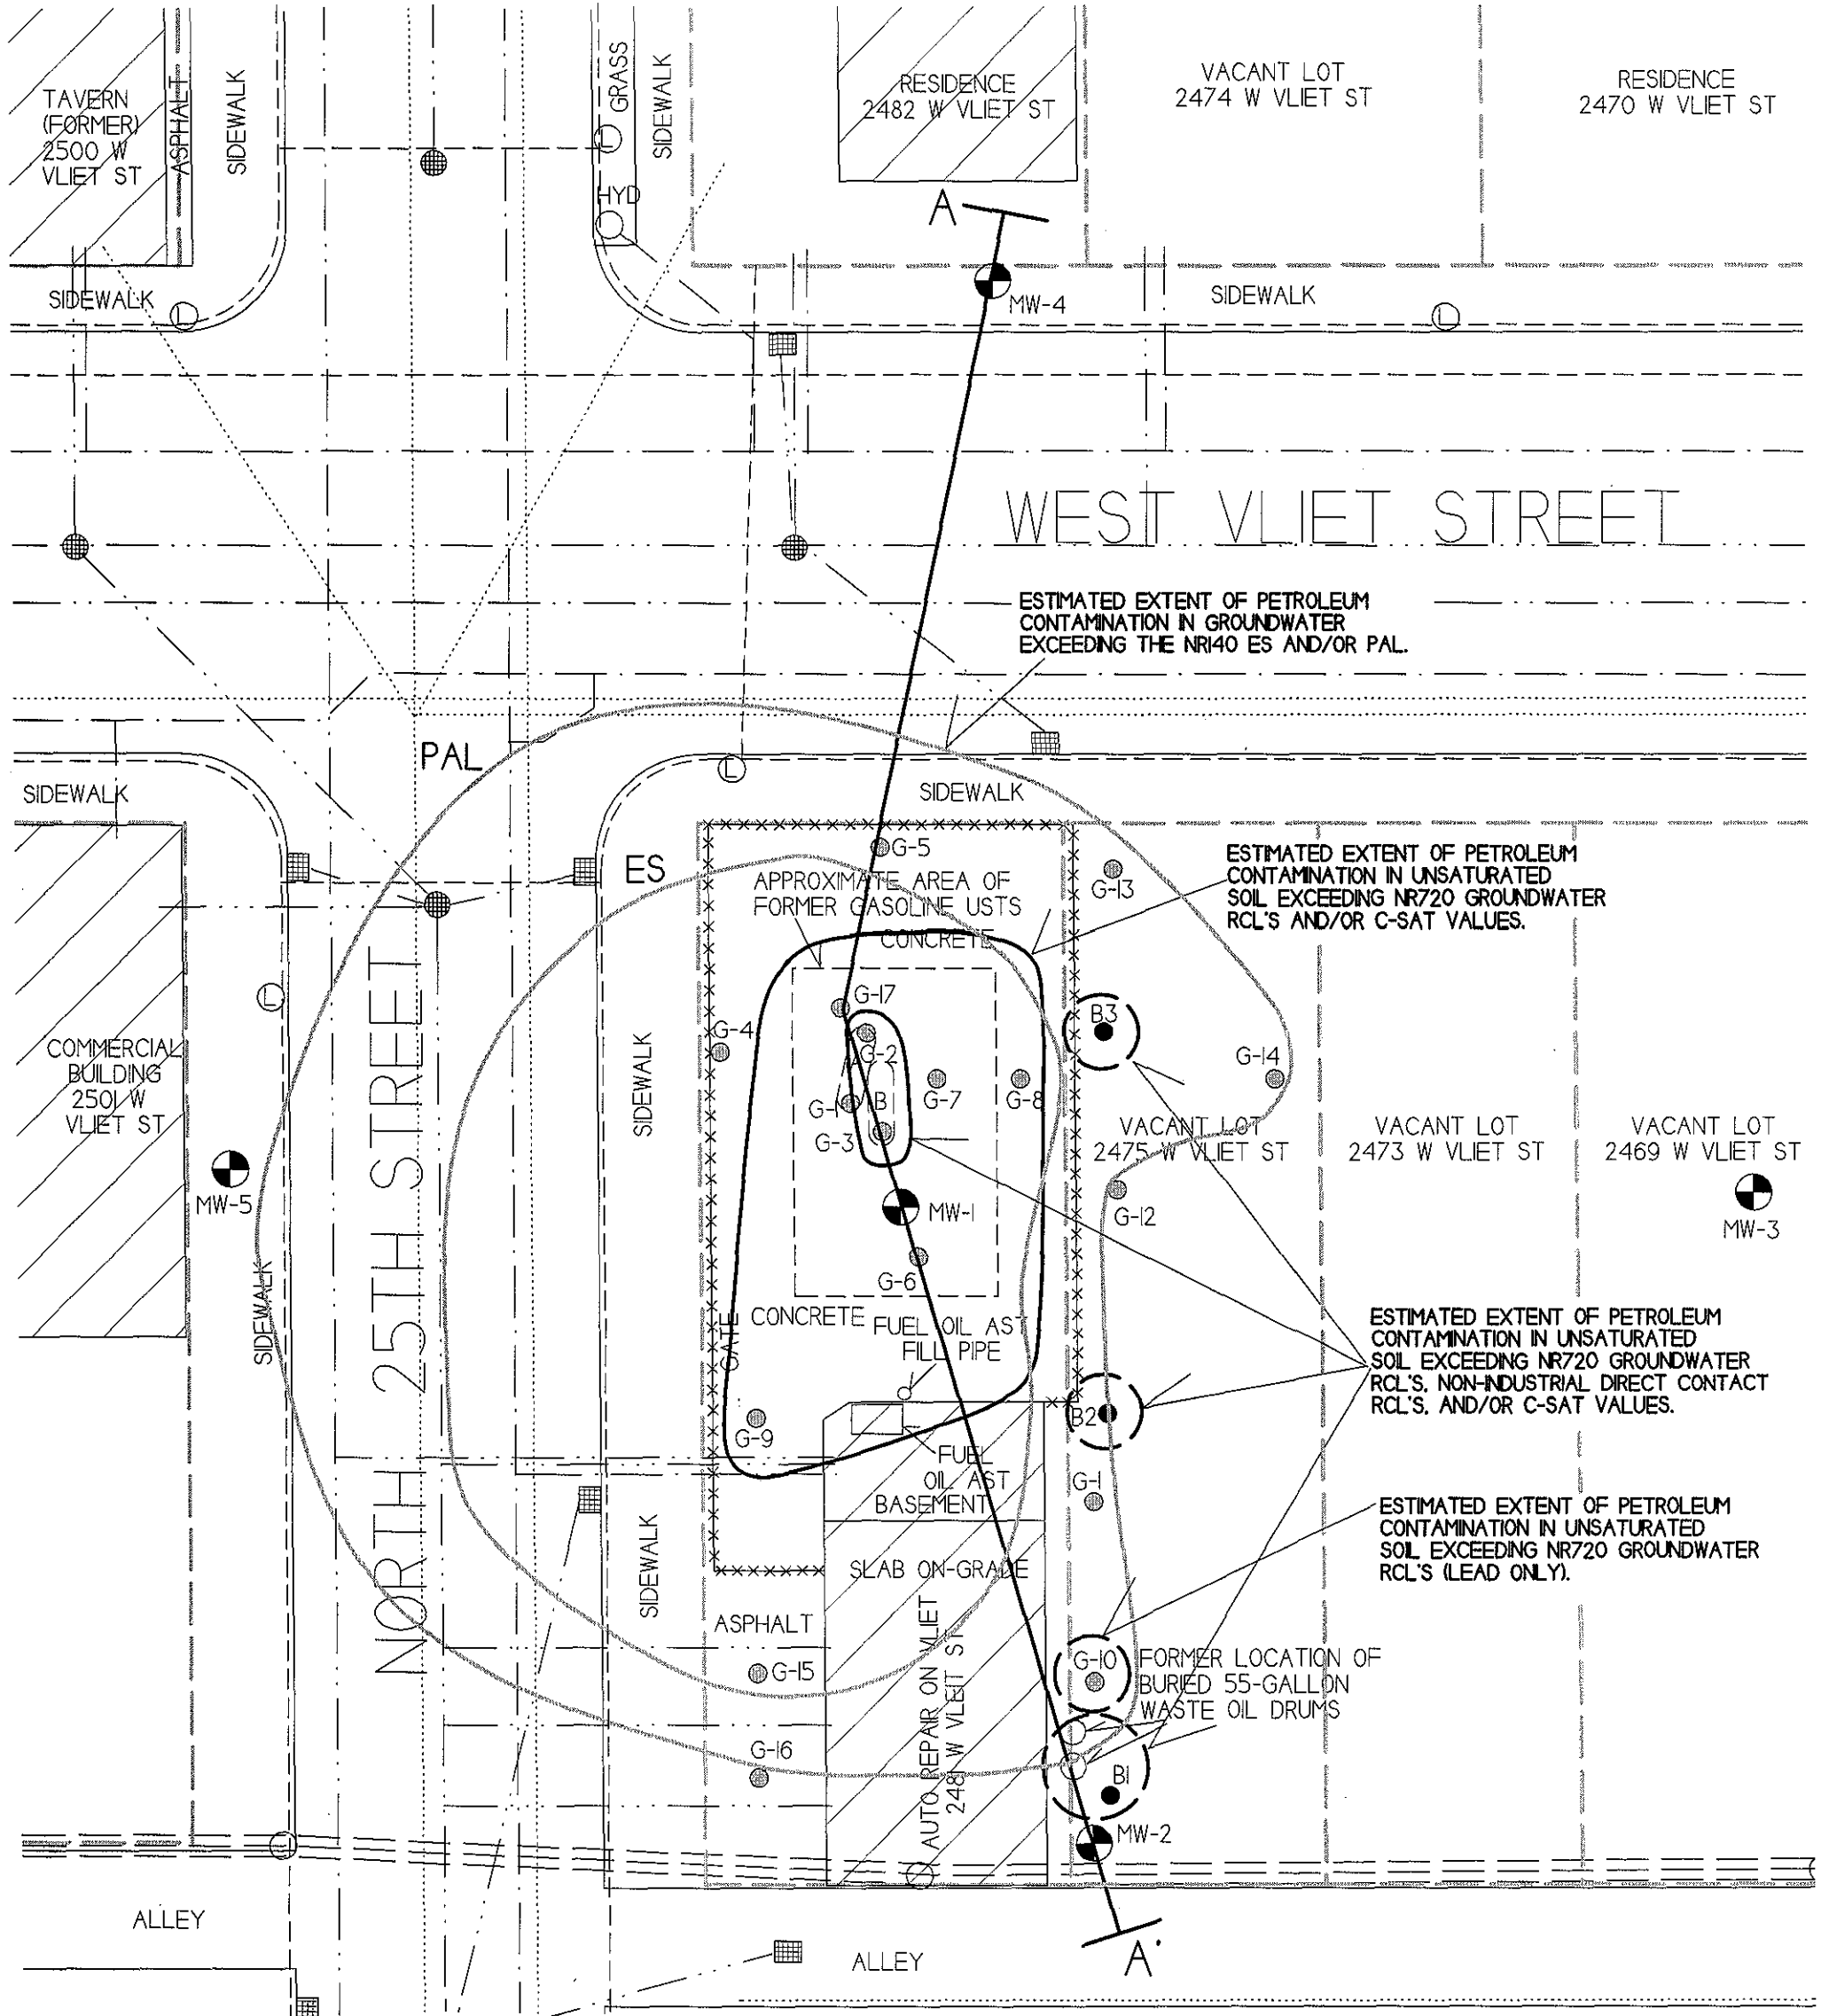 TAVERN
(FORMER)
2500 W
VLIET ST
ASPHALT
SIDEWALK
GRASS
L
HYD
SIDEWALK
RESIDENCE
2482 W VLIET ST
VACANT LOT
2474 W VLIET ST
RESIDENCE
2470 W VLIET ST
A
MW-4
SIDEWALK
L
SIDEWALK
L
WEST VLIET STREET
ESTIMATED EXTENT OF PETROLEUM
CONTAMINATION IN GROUNDWATER
EXCEEDING THE NR140 ES AND/OR PAL.
PAL
L
SIDEWALK
SIDEWALK
ES
G-5
APPROXIMATE AREA OF
FORMER GASOLINE USTS
CONCRETE
G-13
ESTIMATED EXTENT OF PETROLEUM
CONTAMINATION IN UNSATURATED
SOIL EXCEEDING NR720 GROUNDWATER
RCL'S AND/OR C-SAT VALUES.
L
COMMERCIAL
BUILDING
2501 W
VLIET ST
MW-5
NORTH 25TH STREET
SIDEWALK
SIDEWALK
G-4
G-17
G-2
A
G-1
B
G-3
G-7
G-8
B3
G-14
VACANT LOT
2475 W VLIET ST
VACANT LOT
2473 W VLIET ST
VACANT LOT
2469 W VLIET ST
MW-3
MW-1
G-12
G-6
CONCRETE
GATE
FUEL OIL AST
FILL PIPE
ESTIMATED EXTENT OF PETROLEUM
CONTAMINATION IN UNSATURATED
SOIL EXCEEDING NR720 GROUNDWATER
RCL'S, NON-INDUSTRIAL DIRECT CONTACT
RCL'S, AND/OR C-SAT VALUES.
G-9
B2
FUEL
OIL AST
BASEMENT
G-1
ESTIMATED EXTENT OF PETROLEUM
CONTAMINATION IN UNSATURATED
SOIL EXCEEDING NR720 GROUNDWATER
RCL'S (LEAD ONLY).
SIDEWALK
SLAB ON-GRADE
ASPHALT
G-15
G-10
FORMER LOCATION OF
BURIED 55-GALLON
WASTE OIL DRUMS
G-16
AUTO REPAIR ON VLIET
2481 W VLEIT ST
B1
MW-2
ALLEY
ALLEY
A'